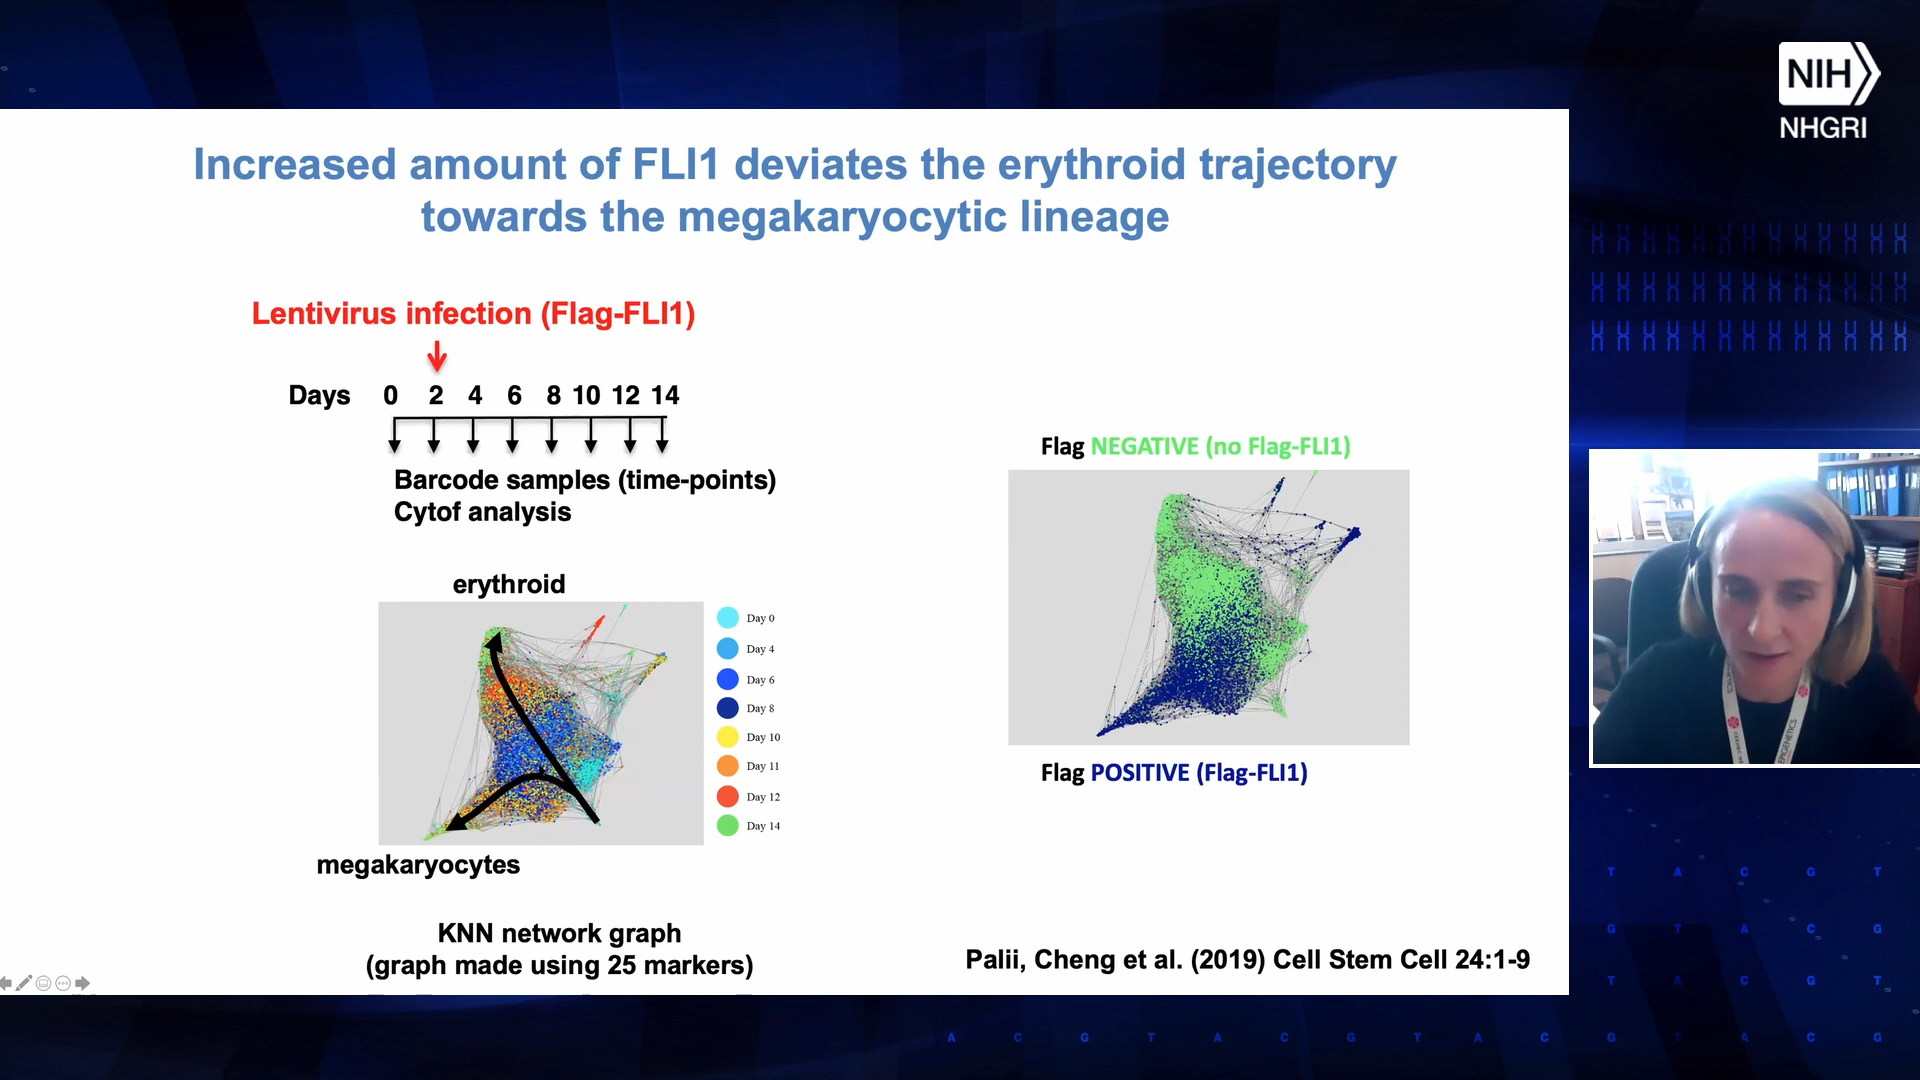 NIH
NHGRI
Increased amount of FLI1 deviates the erythroid trajectory
towards the megakaryocytic lineage
Lentivirus infection (Flag-FLI1)
Days 0 2 4 6 8 10 12 14
Barcode samples (time-points)
Cytof analysis
erythroid
Day 0
Day 4
Day 6
Day 8
Day 10
Day 11
Day 12
Day 14
megakaryocytes
KNN network graph
(graph made using 25 markers)
Flag NEGATIVE (no Flag-FLI1)
Flag POSITIVE (Flag-FLI1)
Palii, Cheng et al. (2019) Cell Stem Cell 24:1-9
T A C G T
G T A C G
T A C G T
A C G T A C G T A C G T A C G